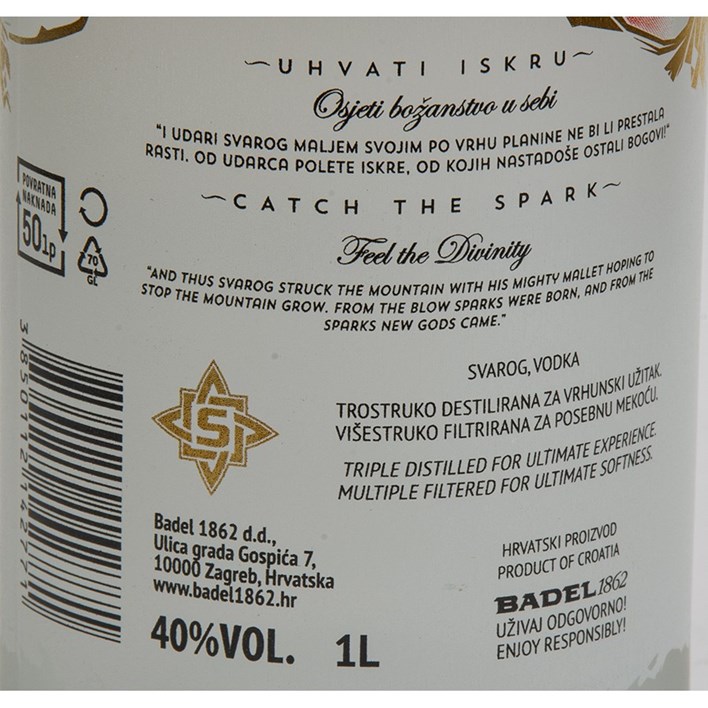 ~UHVATI ISKRU~
Osjeti božanstvo u sebi
"I UDARI SVAROG MALJEM SVOJIM PO VRHU PLANINE NE BI LI PRESTALA
RASTI. OD UDARCA POLETE ISKRE, OD KOJIH NASTADOŠE OSTALI BOGOVI!"
~CATCH THE SPARK~
Feel the Divinity
"AND THUS SVAROG STRUCK THE MOUNTAIN WITH HIS MIGHTY MALLET HOPING TO
STOP THE MOUNTAIN GROW. FROM THE BLOW SPARKS WERE BORN, AND FROM THE
SPARKS NEW GODS CAME."
POVRATNA
NAKNADA
50lp
70
GL
3850112142771
SVAROG, VODKA
TROSTRUKO DESTILIRANA ZA VRHUNSKI UŽITAK.
VIŠESTRUKO FILTRIRANA ZA POSEBNU MEKOĆU.
TRIPLE DISTILLED FOR ULTIMATE EXPERIENCE.
MULTIPLE FILTERED FOR ULTIMATE SOFTNESS.
S
Badel 1862 d.d.,
Ulica grada Gospića 7,
10000 Zagreb, Hrvatska
www.badel1862.hr
40%VOL. 1L
HRVATSKI PROIZVOD
PRODUCT OF CROATIA
BADEL 1862
UŽIVAJ ODGOVORNO!
ENJOY RESPONSIBLY!